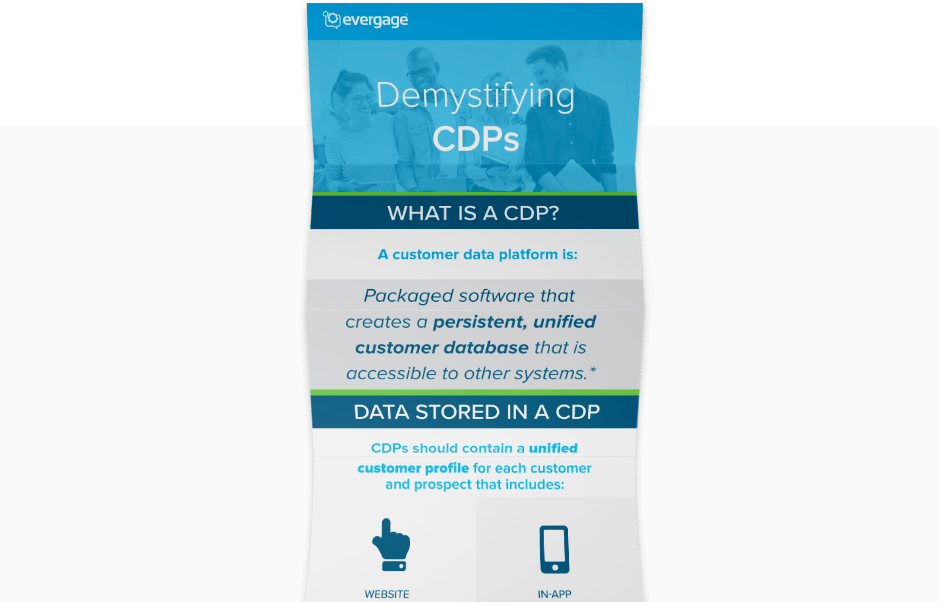 evergage
Demystifying
CDPs
WHAT IS A CDP?
A customer data platform is:
Packaged software that
creates a persistent, unified
customer database that is
accessible to other systems.*
DATA STORED IN A CDP
CDPs should contain a unified
customer profile for each customer
and prospect that includes:
WEBSITE
IN-APP